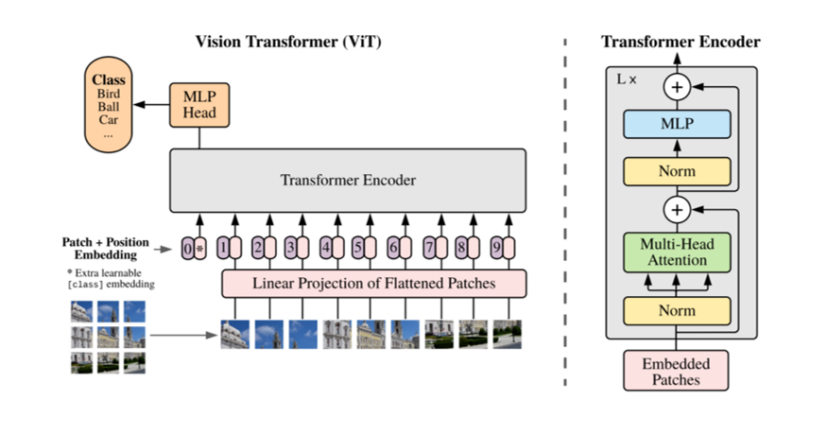 Vision Transformer (ViT)
Class
Bird
Ball
Car
...
MLP
Head
Transformer Encoder
Patch + Position
Embedding
* Extra learnable
[class] embedding
0 * 1 2 3 4 5 6 7 8 9
Linear Projection of Flattened Patches
Transformer Encoder
L x
+
MLP
Norm
+
Multi-Head
Attention
Norm
Embedded
Patches